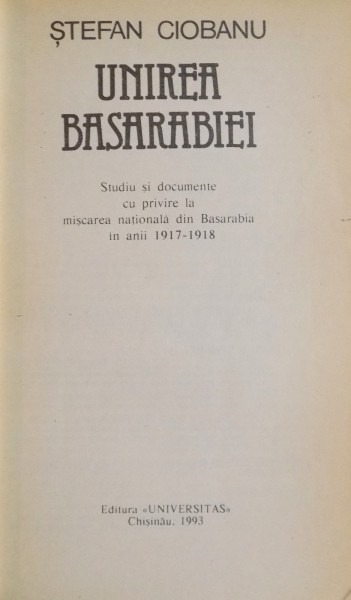 ȘTEFAN CIOBANU
UNIREA
BASARABIEI
Studiu și documente
cu privire la
mișcarea națională din Basarabia
în anii 1917-1918
Editura «UNIVERSITAS»
Chișinău, 1993